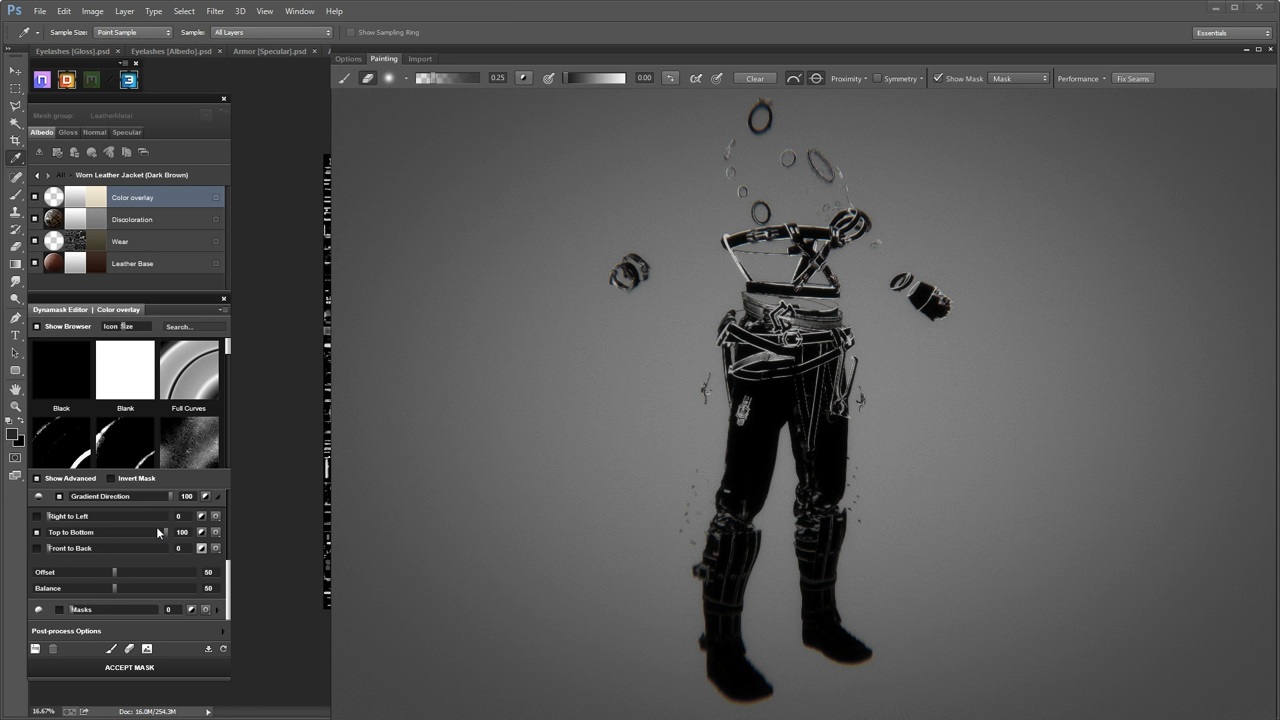 Ps File Edit Image Layer Type Select Filter 3D View Window Help
Sample Size: Point Sample Sample: All Layers Show Sampling Ring Essentials
Eyelashes [Gloss].psd × Eyelashes [Albedo].psd × Armor [Specular].psd ×
Options Painting Import
0.25 0.00 Clear Proximity Symmetry Show Mask Mask Performance Fix Seams
Mesh group:
Albedo Gloss Normal Specular
All Worn Leather Jacket (Dark Brown)
Color overlay
Discoloration
Wear
Leather Base
Dynamask Editor | Color overlay
Show Browser Icon Size Search...
Black Blank Full Curves
Show Advanced Invert Mask
Gradient Direction 100
Right to Left 0
Top to Bottom 100
Front to Back 0
Offset 50
Balance 50
Masks 0
Post-process Options
ACCEPT MASK
16.67% Doc: 16.0M/254.3M